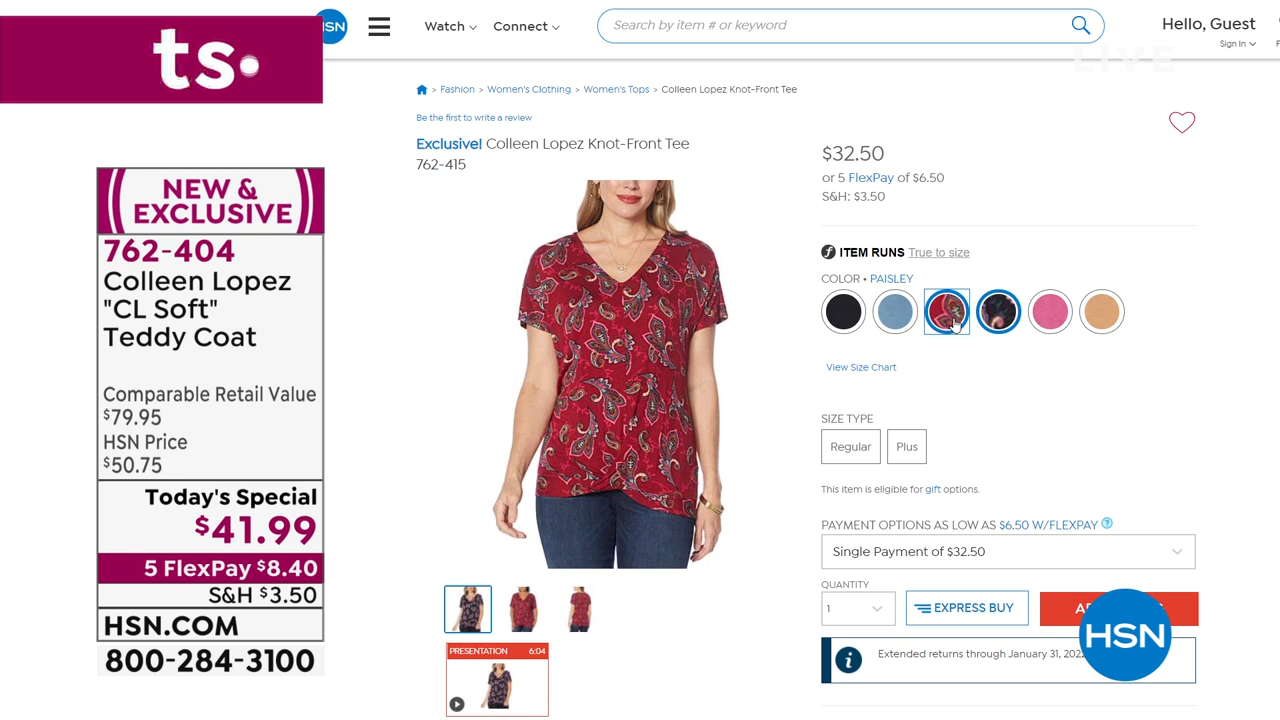 ts.
HSN
Watch
Connect
Search by item # or keyword
Hello, Guest
Sign In
LIVE
Fashion > Women's Clothing > Women's Tops > Colleen Lopez Knot-Front Tee
Be the first to write a review
Exclusive! Colleen Lopez Knot-Front Tee
762-415
$32.50
or 5 FlexPay of $6.50
S&H: $3.50
ITEM RUNS True to size
COLOR • PAISLEY
View Size Chart
SIZE TYPE
Regular
Plus
This item is eligible for gift options.
PAYMENT OPTIONS AS LOW AS $6.50 W/FLEXPAY ?
Single Payment of $32.50
QUANTITY
1
EXPRESS BUY
HSN
Extended returns through January 31,
PRESENTATION 6:04
NEW &
EXCLUSIVE
762-404
Colleen Lopez
"CL Soft"
Teddy Coat
Comparable Retail Value
$79.95
HSN Price
$50.75
Today's Special
$41.99
5 FlexPay $8.40
S&H $3.50
HSN.COM
800-284-3100